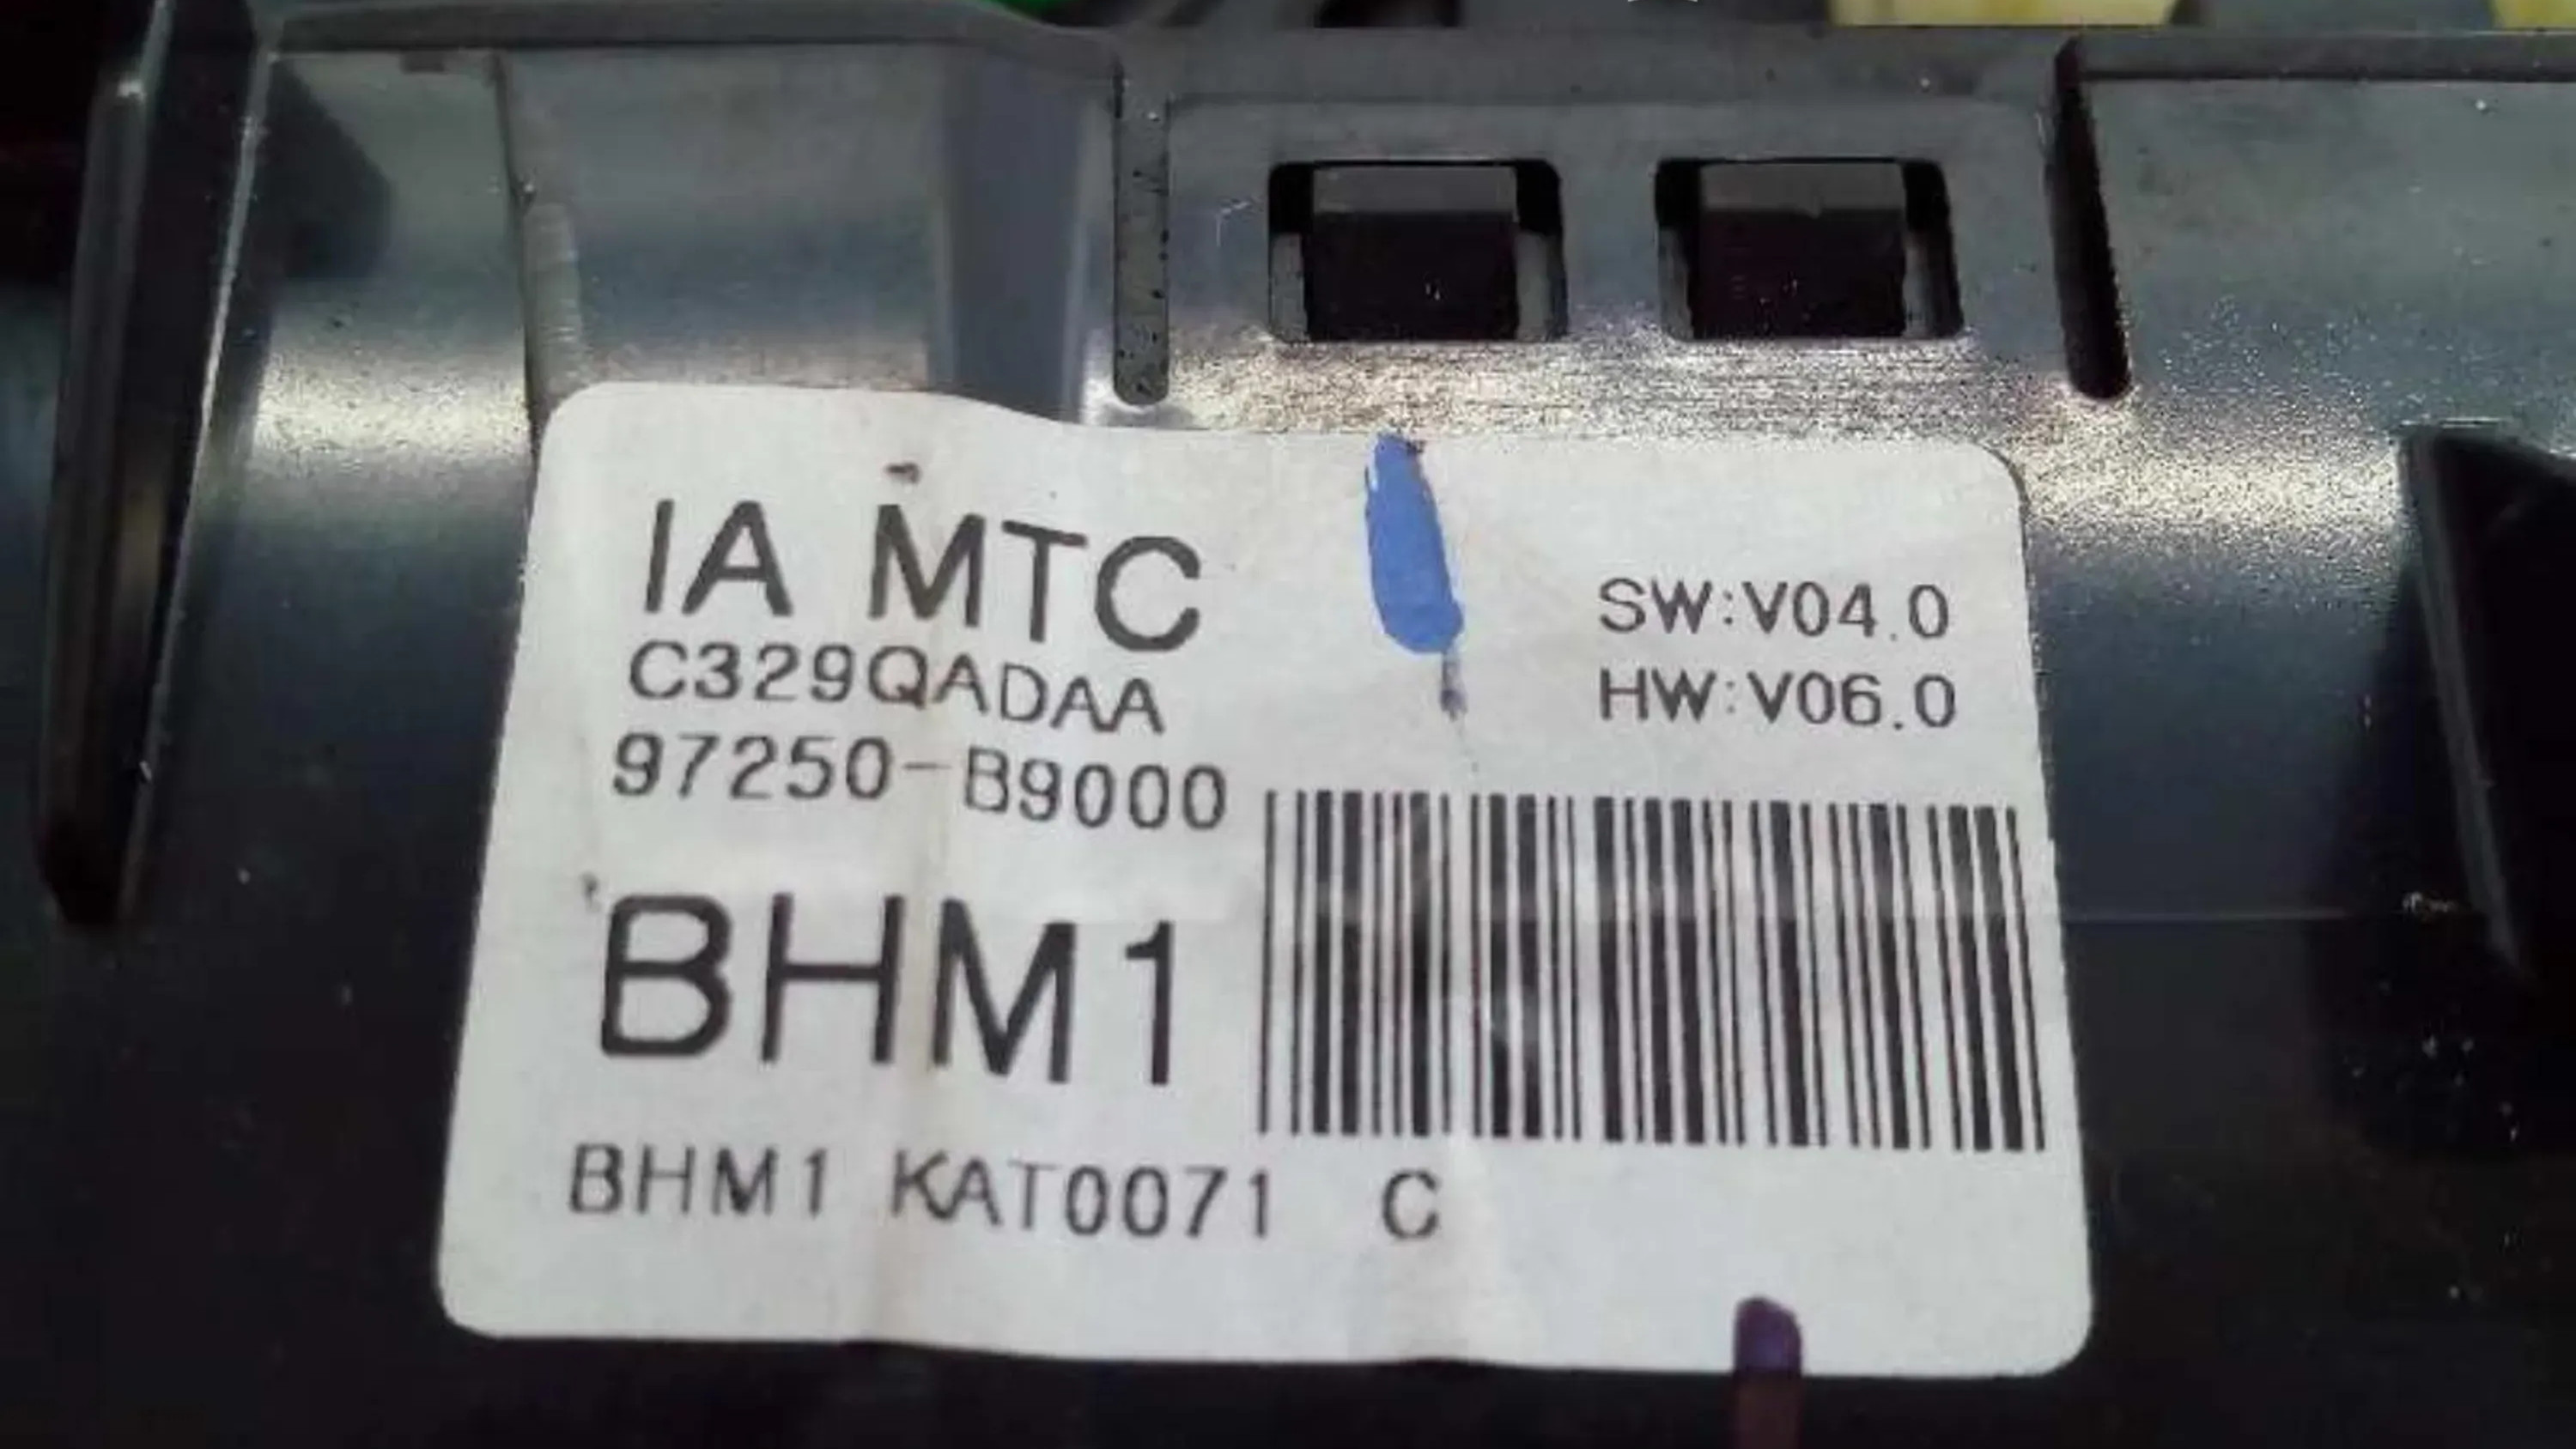 IA MTC
C329QADAA
97250-B9000
SW:V04.0
HW:V06.0
BHM1
BHM1 KAT0071 C